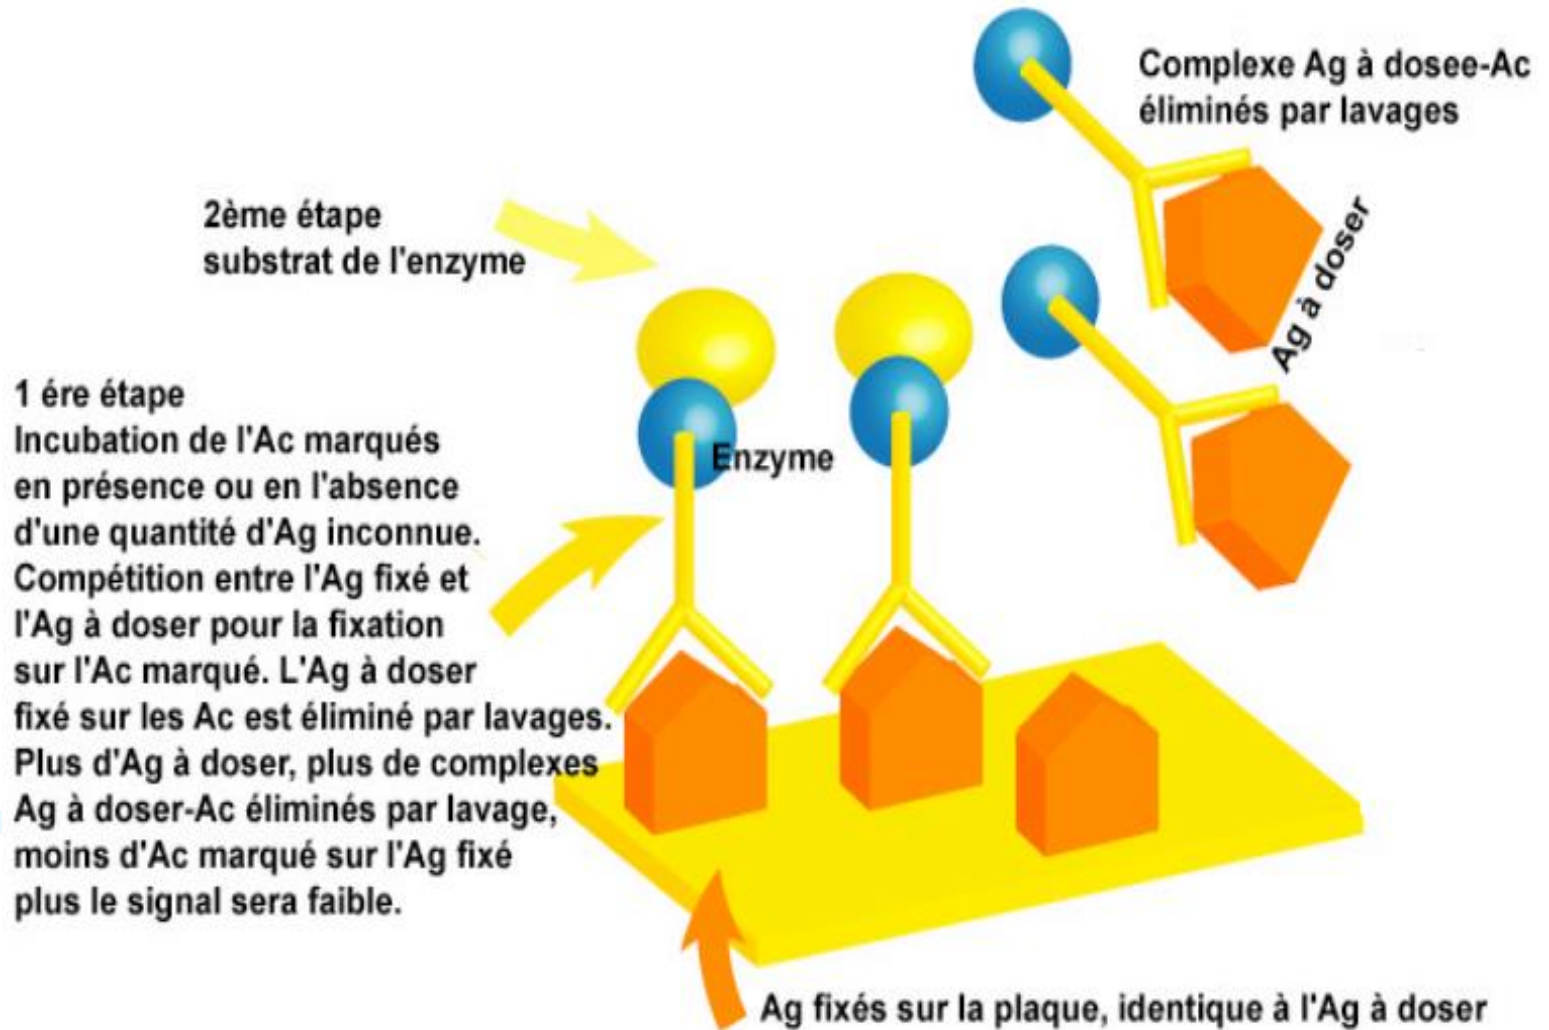 Complexe Ag à dosee-Ac
éliminés par lavages
Ag à doser
2ème étape
substrat de l'enzyme
Enzyme
1 ére étape
Incubation de l'Ac marqués
en présence ou en l'absence
d'une quantité d'Ag inconnue.
Compétition entre l'Ag fixé et
l'Ag à doser pour la fixation
sur l'Ac marqué. L'Ag à doser
fixé sur les Ac est éliminé par lavages.
Plus d'Ag à doser, plus de complexes
Ag à doser-Ac éliminés par lavage,
moins d'Ac marqué sur l'Ag fixé
plus le signal sera faible.
Ag fixés sur la plaque, identique à l'Ag à doser